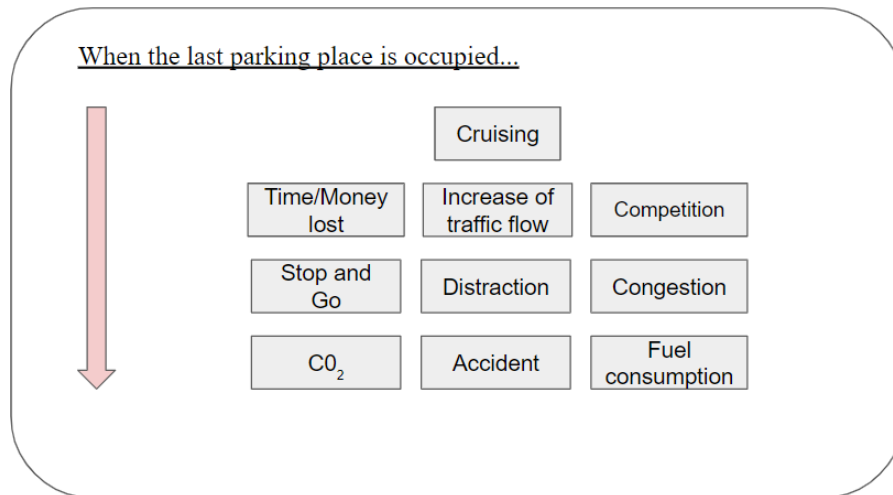 When the last parking place is occupied...
Cruising
Time/Money
lost
Increase of
traffic flow
Competition
Stop and
Go
Distraction
Congestion
C0₂
Accident
Fuel
consumption